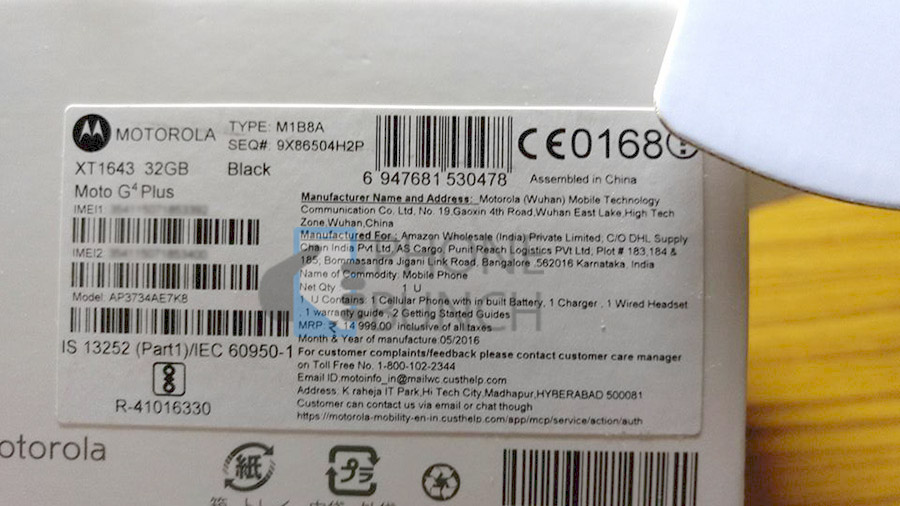 MOTOROLA
TYPE: M1B8A
SEQ#: 9X86504H2P
XT1643 32GB Black
Moto G⁴ Plus
6 947681 530478
CE0168
Assembled in China
IMEI1
IMEI2
Model: AP3734AE7K8
IS 13252 (Part1)/IEC 60950-1
R-41016330
Manufacturer Name and Address: Motorola (Wuhan) Mobile Technology
Communication Co, Ltd, No 19,Gaoxin 4th Road,Wuhan East Lake,High Tech
Zone,Wuhan,China
Manufactured For : Amazon Wholesale (India) Private Limited, C/O DHL Supply
Chain India Pvt Ltd, AS Cargo, Punit Reach Logistics PVt Ltd, Plot # 183,184 &
185, Bommasandra Jigani Link Road, Bangalore ,562016 Karnataka, India
Name of Commodity: Mobile Phone
Net Qty 1 U
1 U Contains: 1 Cellular Phone with in built Battery, 1 Charger , 1 Wired Headset
, 1 warranty guide , 2 Getting Started Guides
MRP: ₹ 14 999.00 inclusive of all taxes
Month & Year of manufacture:05/2016
For customer complaints/feedback please contact customer care manager
on Toll Free No. 1-800-102-2344
Email ID.motoinfo_in@mailwc.custhelp.com
Address. K raheja IT Park,Hi Tech City,Madhapur,HYBERABAD 500081
Customer can contact us via email or chat though
https://motorola-mobility-en-in.custhelp.com/app/mcp/service/action/auth
otorola
紙
プラ